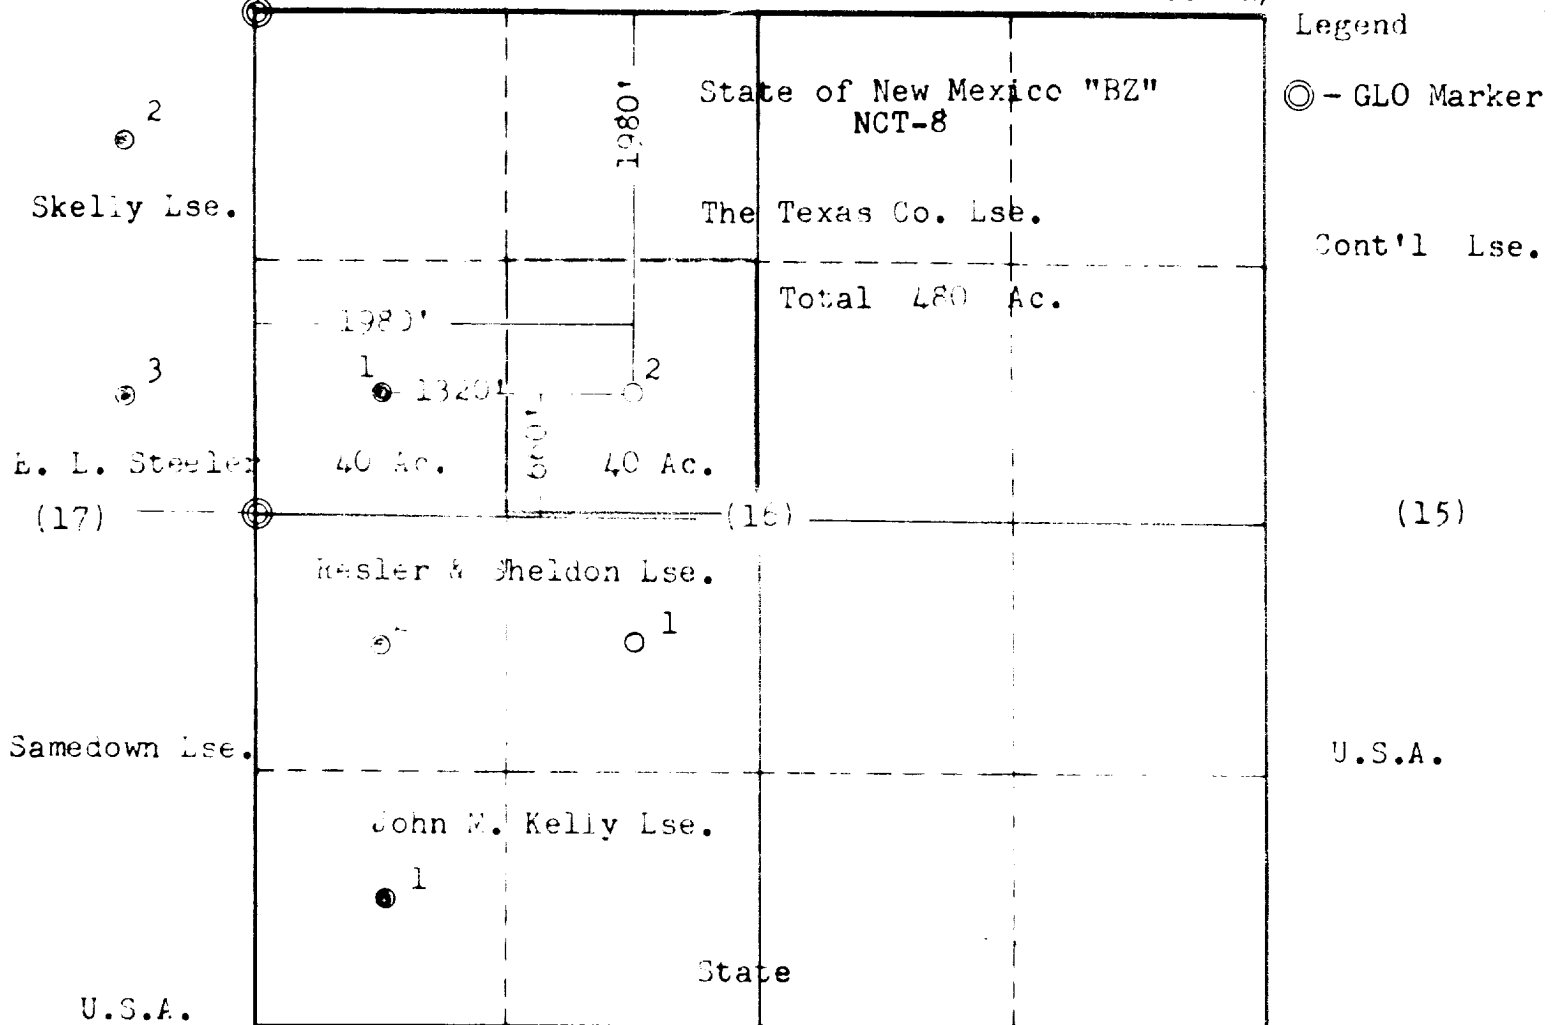 Legend
◎ - GLO Marker
State of New Mexico "BZ"
NCT-8
1980'
2
Skelly Lse.
The Texas Co. Lse.
Cont'l Lse.
Total 480 Ac.
1980'
3
1
1320'
2
660'
E. L. Steeler
40 Ac.
40 Ac.
(17)
(16)
(15)
Resler & Sheldon Lse.
1
Samedown Lse.
U.S.A.
John M. Kelly Lse.
1
State
U.S.A.